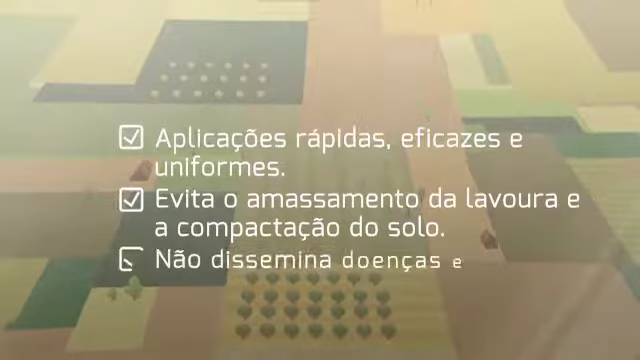 Aplicações rápidas, eficazes e
uniformes.
Evita o amassamento da lavoura e
a compactação do solo.
Não dissemina doenças e